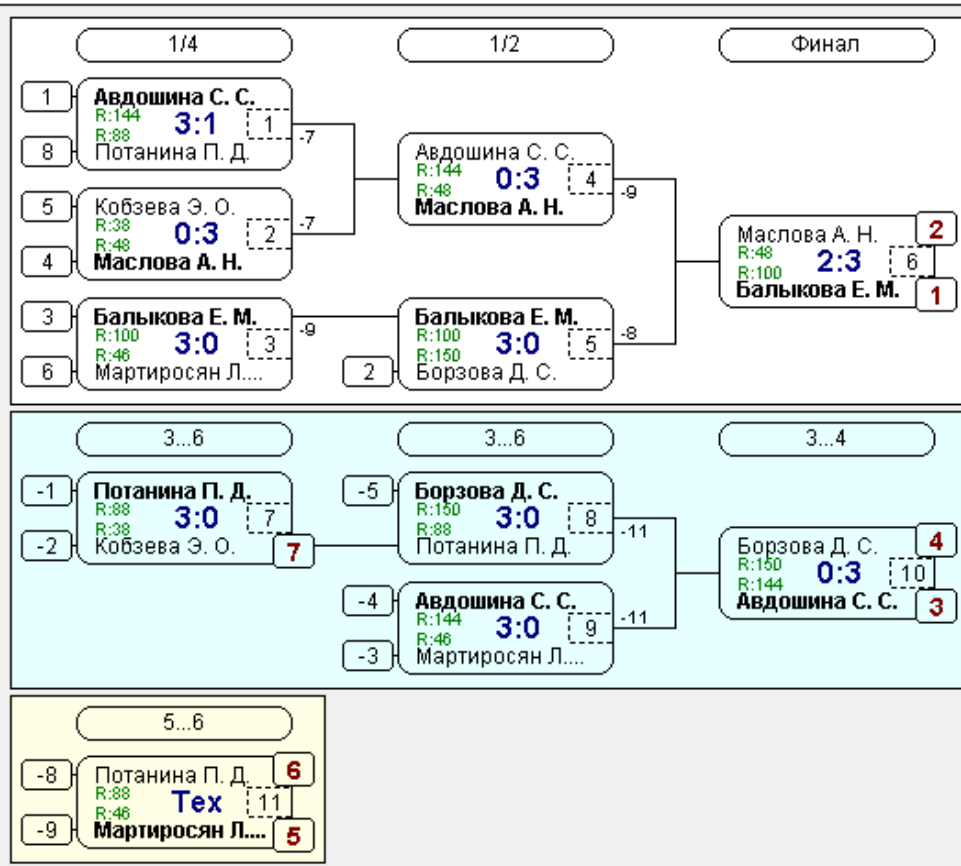 1/4
1/2
Финал
1
Авдошина С. С.
R:144
R:88
3:1
1
8
Потанина П. Д.
-7
5
Кобзева Э. О.
R:38
R:48
0:3
2
4
Маслова А. Н.
-7
3
Балыкова Е. М.
R:100
R:46
3:0
3
6
Мартиросян Л....
-9
Авдошина С. С.
R:144
R:48
0:3
4
Маслова А. Н.
-9
Балыкова Е. М.
R:100
R:150
3:0
5
2
Борзова Д. С.
-8
Маслова А. Н.
2
R:48
R:100
2:3
6
Балыкова Е. М.
1
3...6
3...6
3...4
-1
Потанина П. Д.
R:88
R:38
3:0
7
-2
Кобзева Э. О.
7
-5
Борзова Д. С.
R:150
R:88
3:0
8
Потанина П. Д.
-11
-4
Авдошина С. С.
R:144
R:46
3:0
9
-3
Мартиросян Л....
-11
Борзова Д. С.
4
R:150
R:144
0:3
10
Авдошина С. С.
3
5...6
-8
Потанина П. Д.
6
R:88
R:46
Тех
11
-9
Мартиросян Л....
5